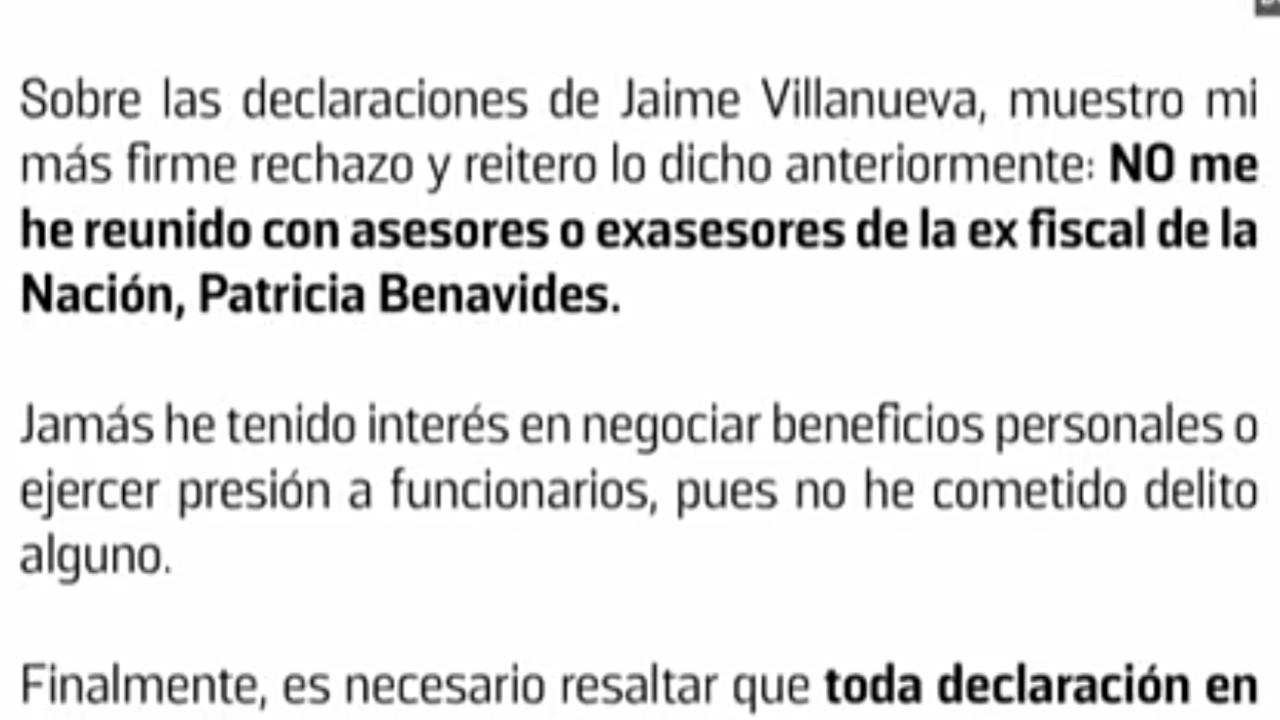 Sobre las declaraciones de Jaime Villanueva, muestro mi
más firme rechazo y reitero lo dicho anteriormente: NO me
he reunido con asesores o exasesores de la ex fiscal de la
Nación, Patricia Benavides.
Jamás he tenido interés en negociar beneficios personales o
ejercer presión a funcionarios, pues no he cometido delito
alguno.
Finalmente, es necesario resaltar que toda declaración en